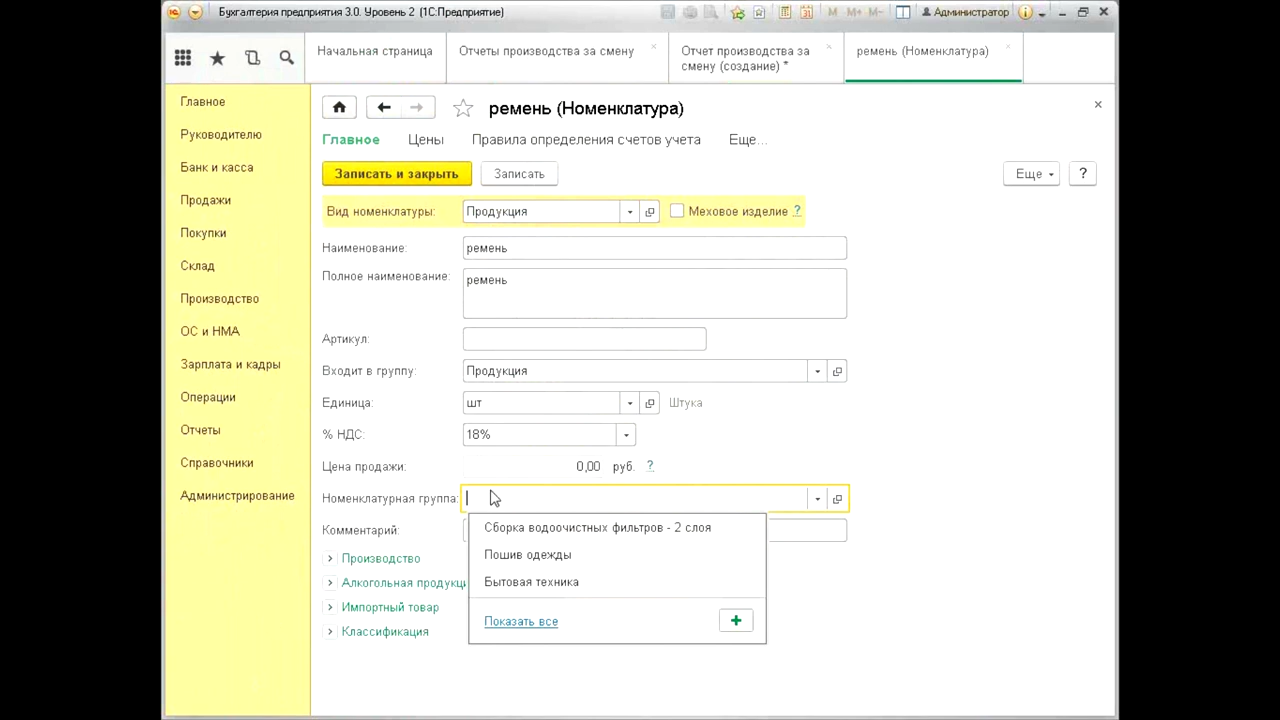 Бухгалтерия предприятия 3.0. Уровень 2 (1С:Предприятие)
M M+ M- Администратор
Начальная страница
Отчеты производства за смену
Отчет производства за
смену (создание) *
ремень (Номенклатура)
Главное
Руководителю
Банк и касса
Продажи
Покупки
Склад
Производство
ОС и НМА
Зарплата и кадры
Операции
Отчеты
Справочники
Администрирование
ремень (Номенклатура)
Главное Цены Правила определения счетов учета Еще...
Записать и закрыть Записать Еще ?
Вид номенклатуры: Продукция Меховое изделие ?
Наименование: ремень
Полное наименование: ремень
Артикул:
Входит в группу: Продукция
Единица: шт Штука
% НДС: 18%
Цена продажи: 0,00 руб. ?
Номенклатурная группа:
Комментарий:
Сборка водоочистных фильтров - 2 слоя
Пошив одежды
Бытовая техника
Показать все
Производство
Алкогольная продукци
Импортный товар
Классификация